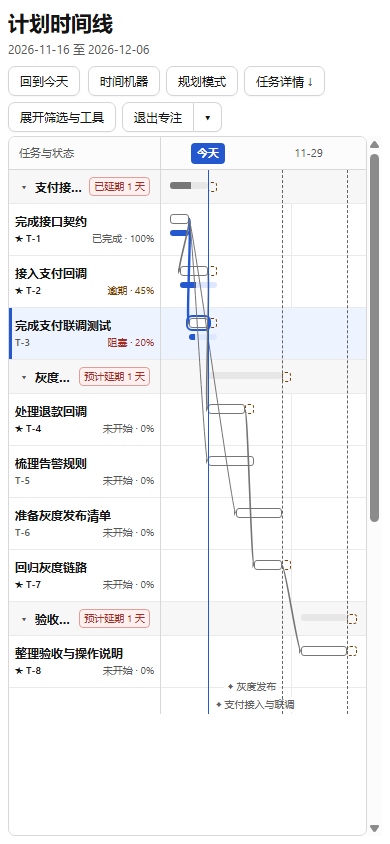 计划时间线
2026-11-16 至 2026-12-06
回到今天 时间机器 规划模式 任务详情 ↓
展开筛选与工具 退出专注 ▼
任务与状态 今天 11-29
▾ 支付接... 已延期 1 天
完成接口契约
★ T-1 已完成 · 100%
接入支付回调
★ T-2 逾期 · 45%
完成支付联调测试
T-3 阻塞 · 20%
▾ 灰度... 预计延期 1 天
处理退款回调
★ T-4 未开始 · 0%
梳理告警规则
T-5 未开始 · 0%
准备灰度发布清单
T-6 未开始 · 0%
回归灰度链路
★ T-7 未开始 · 0%
▾ 验收... 预计延期 1 天
整理验收与操作说明
★ T-8 未开始 · 0%
✦ 灰度发布
✦ 支付接入与联调